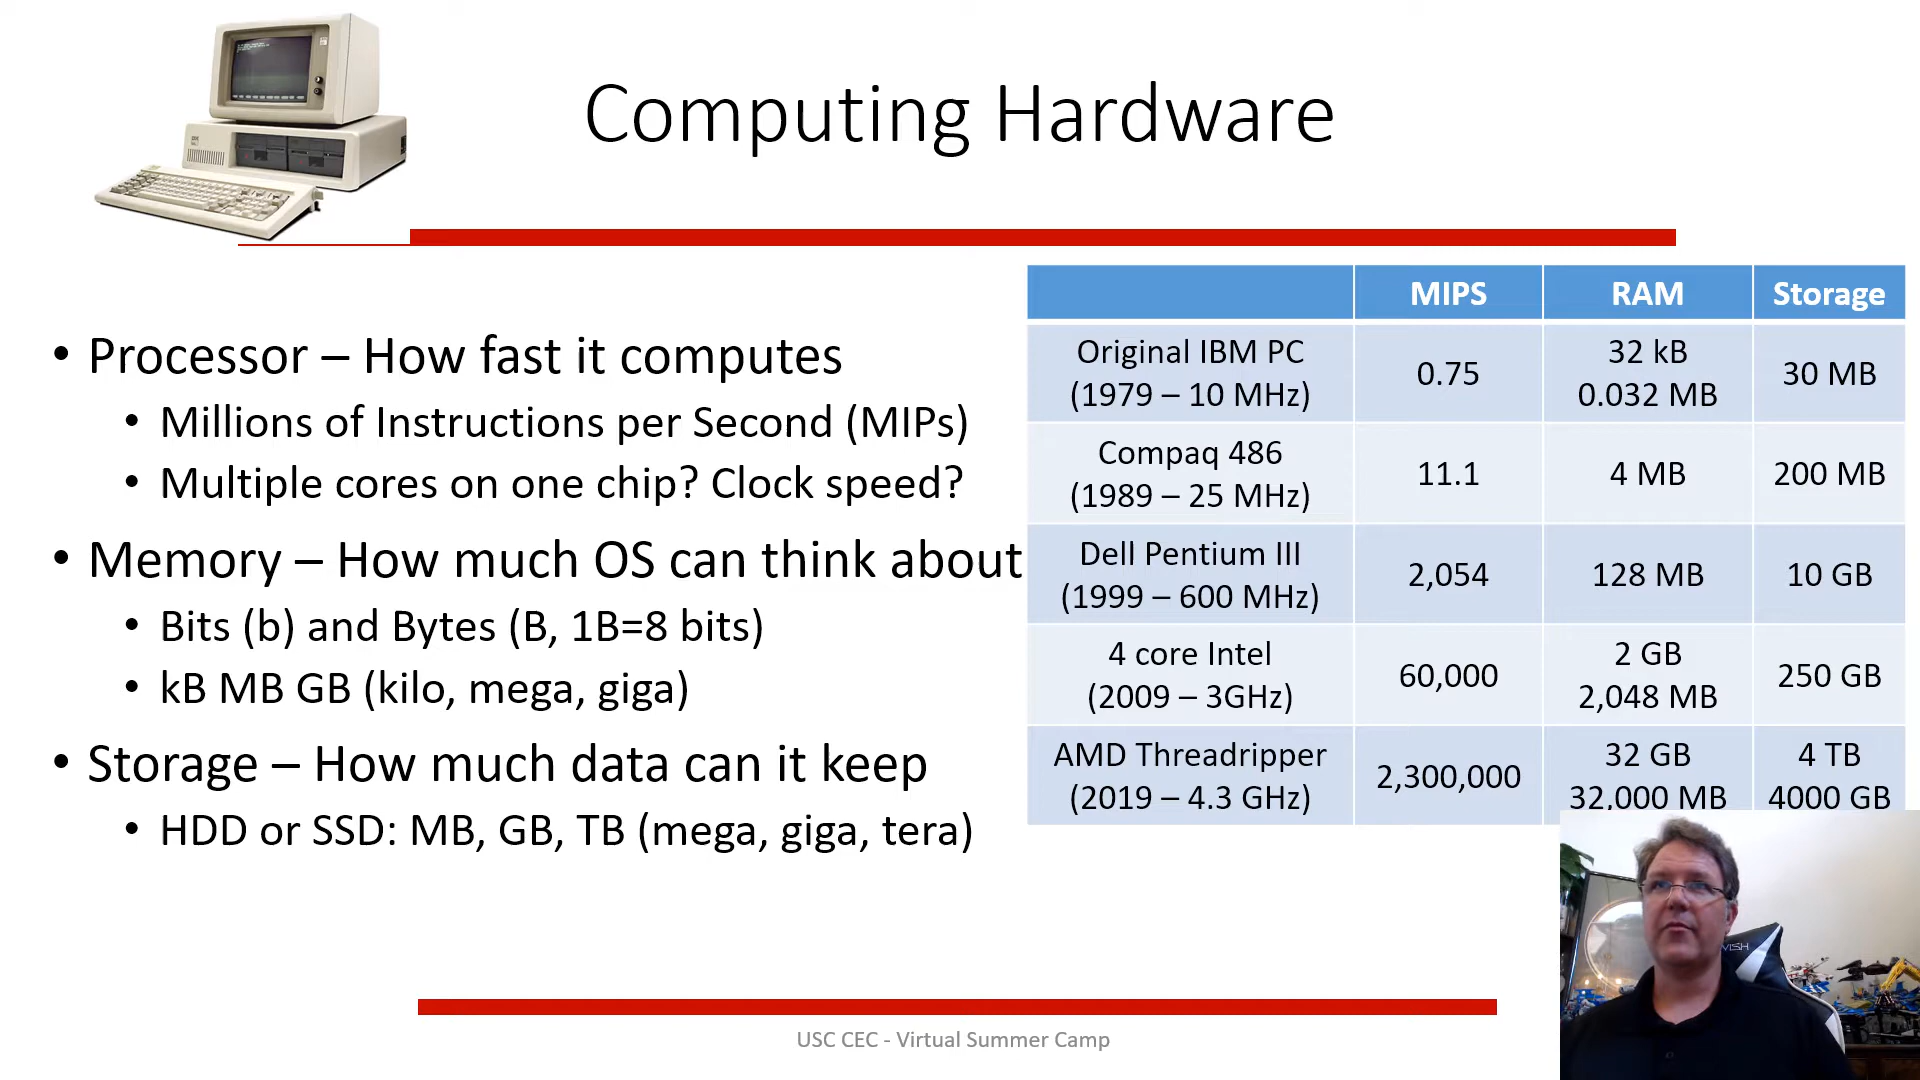 Computing Hardware
• Processor – How fast it computes
• Millions of Instructions per Second (MIPs)
• Multiple cores on one chip? Clock speed?
• Memory – How much OS can think about
• Bits (b) and Bytes (B, 1B=8 bits)
• kB MB GB (kilo, mega, giga)
• Storage – How much data can it keep
• HDD or SSD: MB, GB, TB (mega, giga, tera)
MIPS RAM Storage
Original IBM PC
(1979 – 10 MHz)
0.75
32 kB
0.032 MB
30 MB
Compaq 486
(1989 – 25 MHz)
11.1
4 MB
200 MB
Dell Pentium III
(1999 – 600 MHz)
2,054
128 MB
10 GB
4 core Intel
(2009 – 3GHz)
60,000
2 GB
2,048 MB
250 GB
AMD Threadripper
(2019 – 4.3 GHz)
2,300,000
32 GB
32,000 MB
4 TB
4000 GB
USC CEC - Virtual Summer Camp